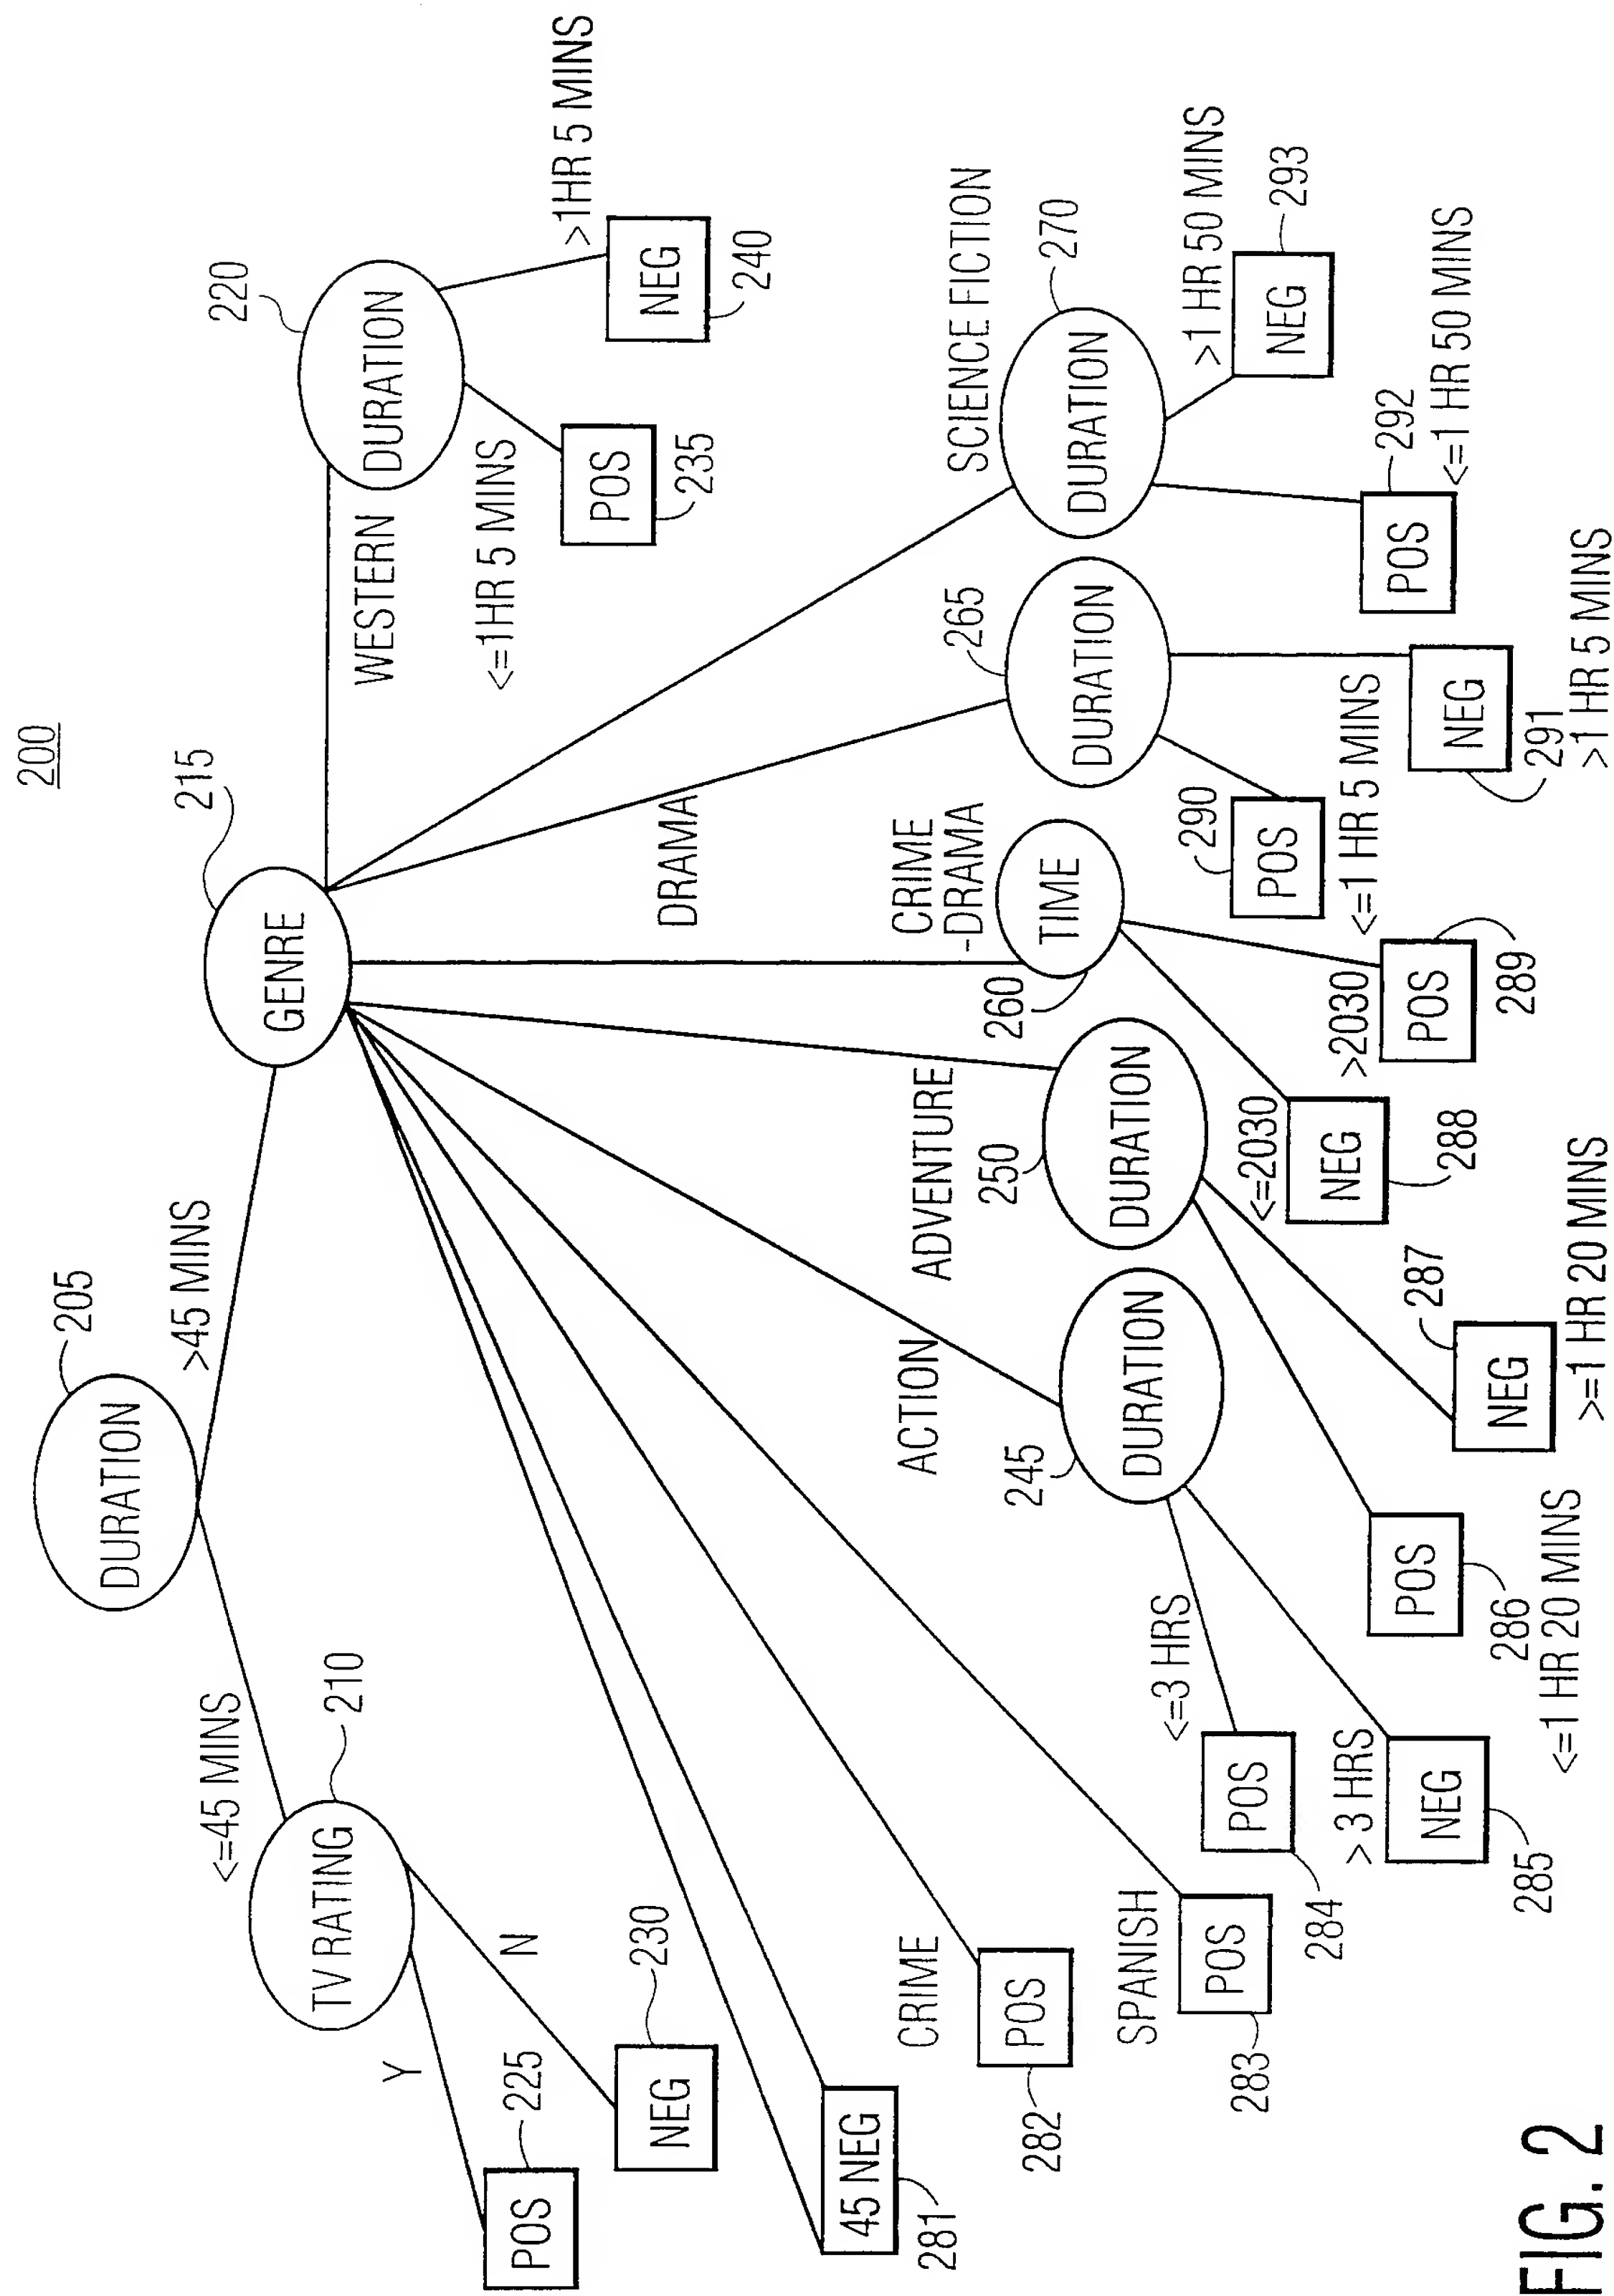 200
DURATION
205
<=45 MINS
>45 MINS
TV RATING
210
GENRE
215
WESTERN
DURATION
220
Y
N
POS
225
NEG
230
<=1HR 5 MINS
>1HR 5 MINS
POS
235
NEG
240
45 NEG
281
CRIME
POS
282
SPANISH
POS
283
ACTION
245
DURATION
<=3 HRS
POS
284
> 3 HRS
NEG
285
ADVENTURE
250
DURATION
POS
286
<=1 HR 20 MINS
NEG
287
>=1 HR 20 MINS
CRIME
-DRAMA
260
TIME
<=2030
NEG
288
>2030
POS
289
DRAMA
265
DURATION
290
POS
<=1 HR 5 MINS
NEG
291
>1 HR 5 MINS
SCIENCE FICTION
270
DURATION
POS
292
<=1 HR 50 MINS
>1 HR 50 MINS
NEG
293
FIG. 2